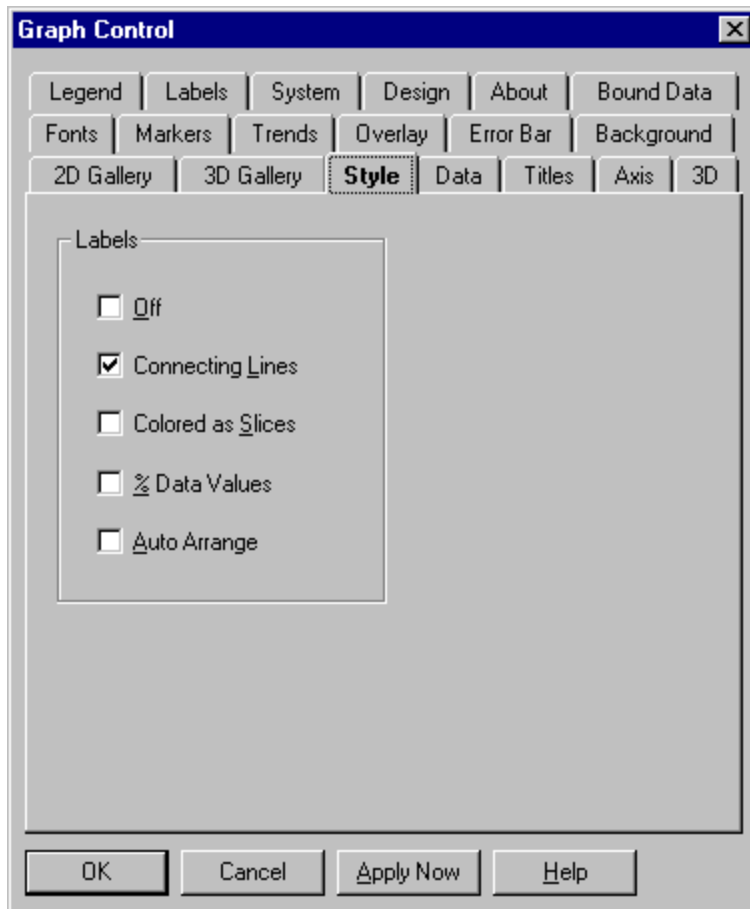 Graph Control
Legend Labels System Design About Bound Data
Fonts Markers Trends Overlay Error Bar Background
2D Gallery 3D Gallery Style Data Titles Axis 3D
Labels
Off
Connecting Lines
Colored as Slices
% Data Values
Auto Arrange
OK Cancel Apply Now Help